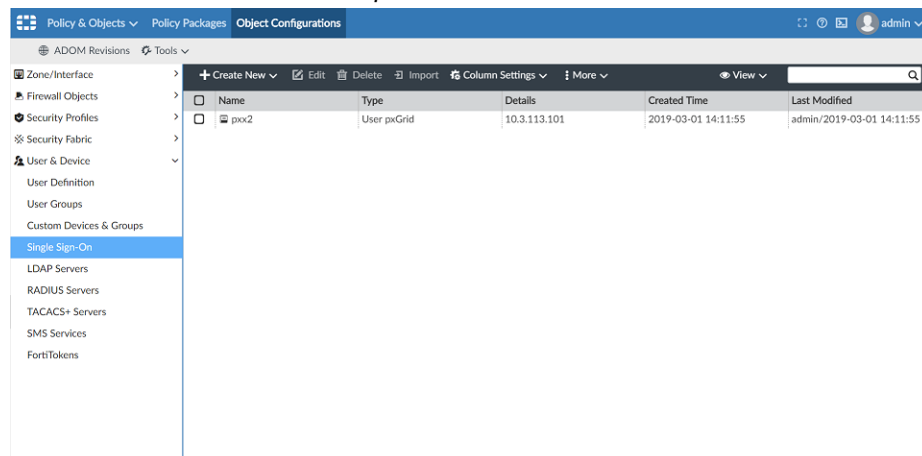 Policy & Objects Policy Packages Object Configurations admin
ADOM Revisions Tools
Zone/Interface
Firewall Objects
Security Profiles
Security Fabric
User & Device
User Definition
User Groups
Custom Devices & Groups
Single Sign-On
LDAP Servers
RADIUS Servers
TACACS+ Servers
SMS Services
FortiTokens
Create New Edit Delete Import Column Settings More View
Name Type Details Created Time Last Modified
pxx2 User pxGrid 10.3.113.101 2019-03-01 14:11:55 admin/2019-03-01 14:11:55